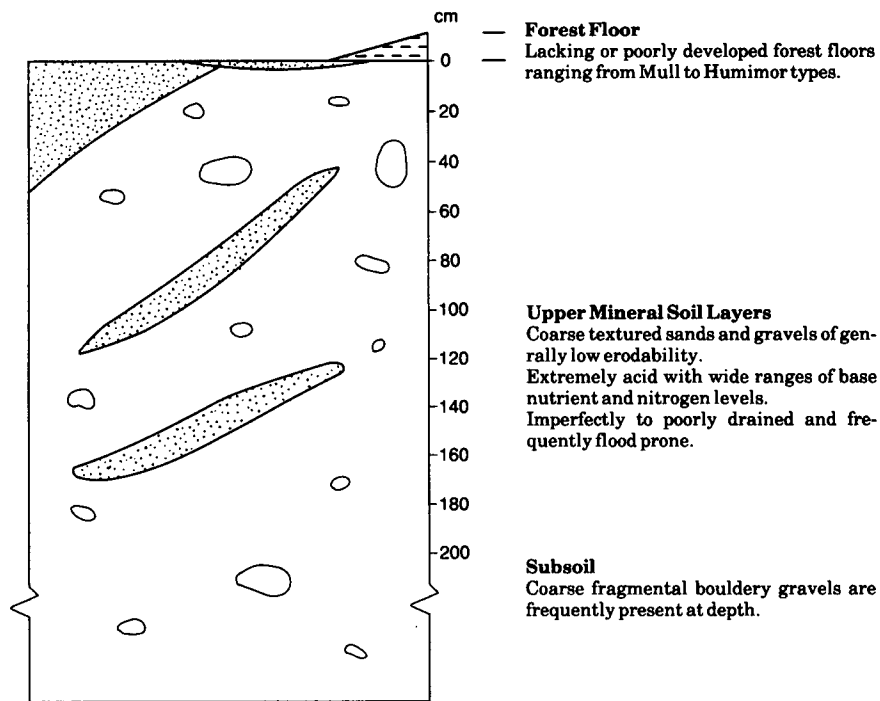 cm
0
20
40
60
80
100
120
140
160
180
200
Forest Floor
Lacking or poorly developed forest floors
ranging from Mull to Humimor types.
Upper Mineral Soil Layers
Coarse textured sands and gravels of gen-
rally low erodability.
Extremely acid with wide ranges of base
nutrient and nitrogen levels.
Imperfectly to poorly drained and fre-
quently flood prone.
Subsoil
Coarse fragmental bouldery gravels are
frequently present at depth.